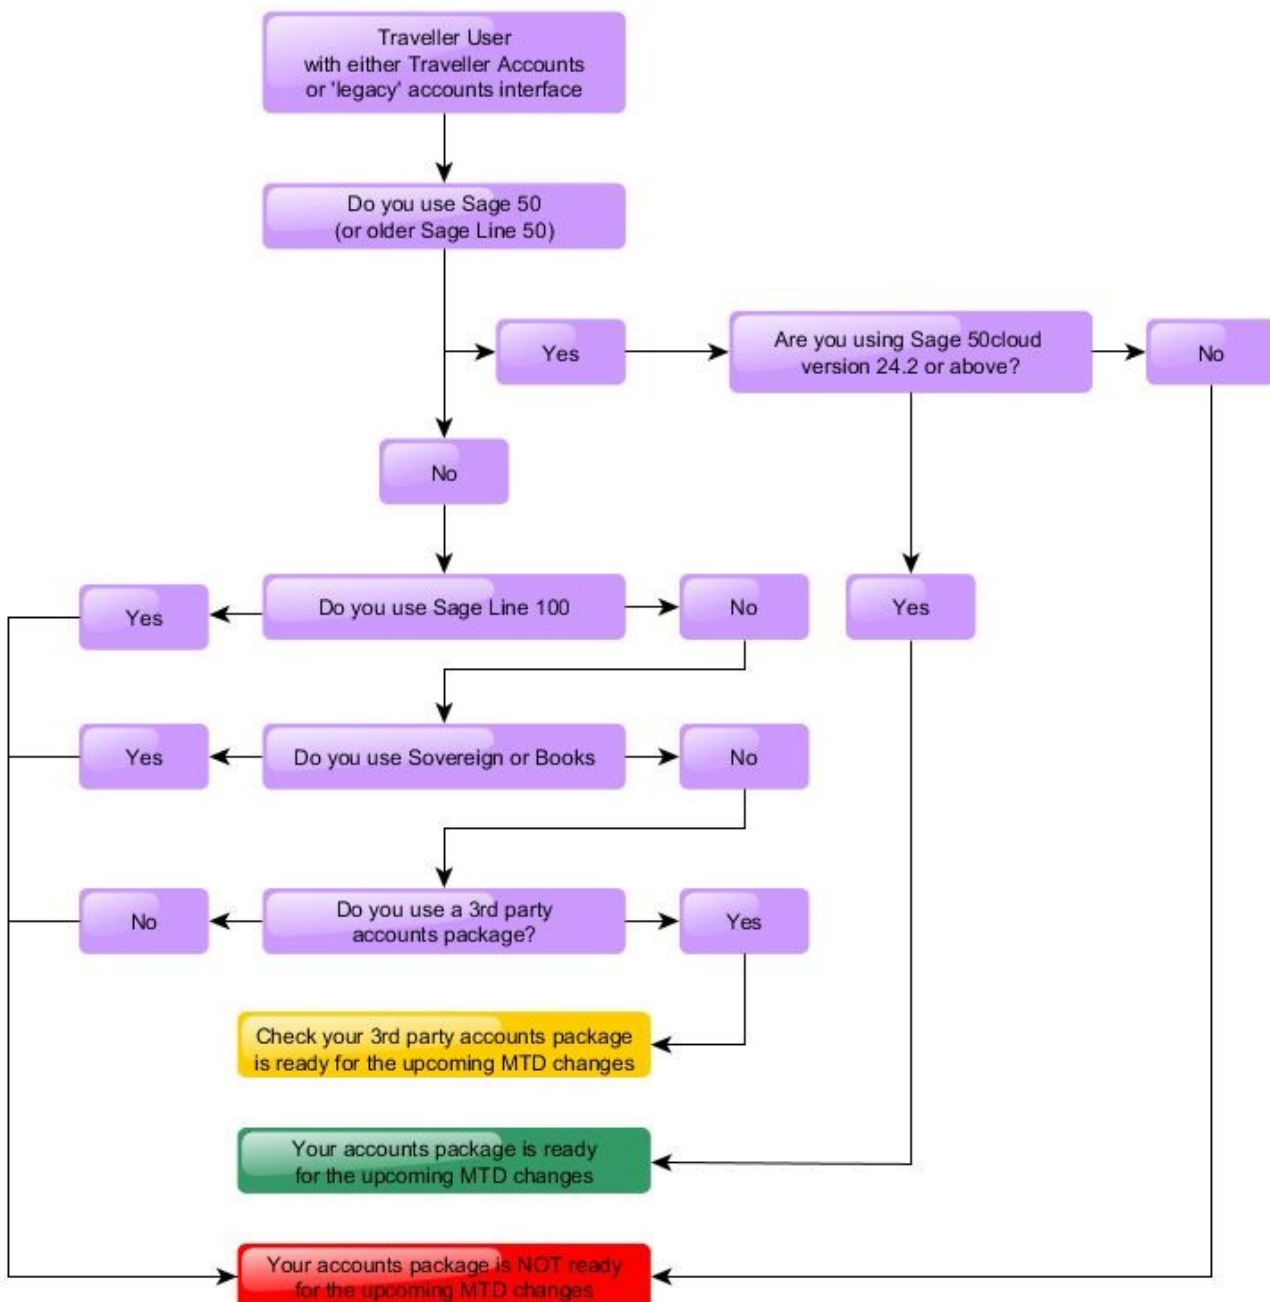 Traveller User
with either Traveller Accounts
or 'legacy' accounts interface
Do you use Sage 50
(or older Sage Line 50)
Yes
Are you using Sage 50cloud
version 24.2 or above?
No
No
Yes
Do you use Sage Line 100
No
Yes
Yes
Do you use Sovereign or Books
No
No
Do you use a 3rd party
accounts package?
Yes
Check your 3rd party accounts package
is ready for the upcoming MTD changes
Your accounts package is ready
for the upcoming MTD changes
Your accounts package is NOT ready
for the upcoming MTD changes